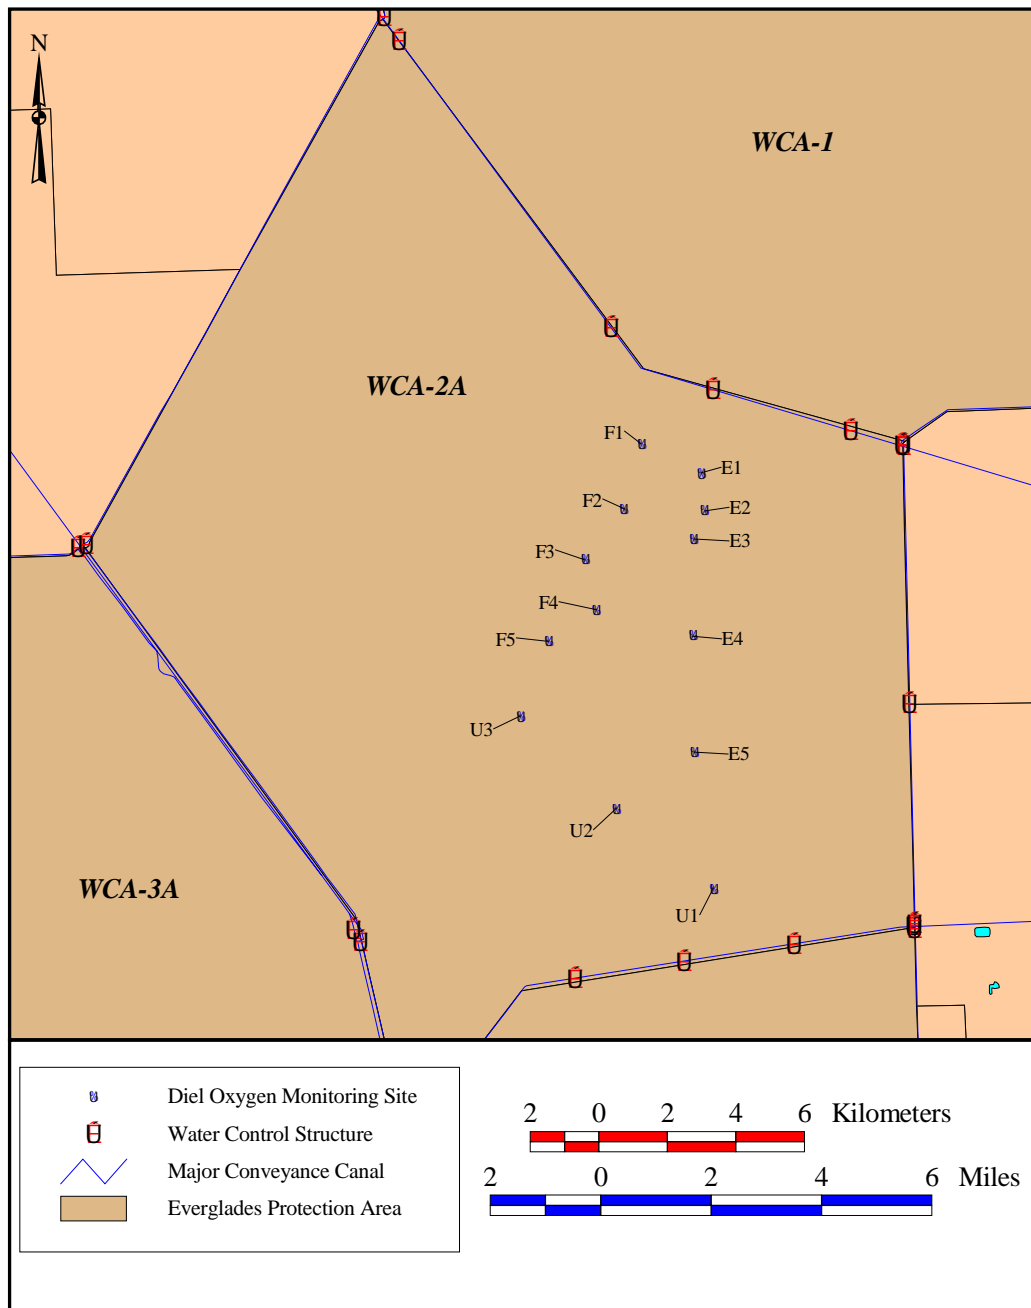 N
WCA-1
WCA-2A
F1
E1
F2
E2
E3
F3
F4
E4
F5
U3
E5
U2
WCA-3A
U1
Diel Oxygen Monitoring Site
Water Control Structure
Major Conveyance Canal
Everglades Protection Area
2 0 2 4 6 Kilometers
2 0 2 4 6 Miles